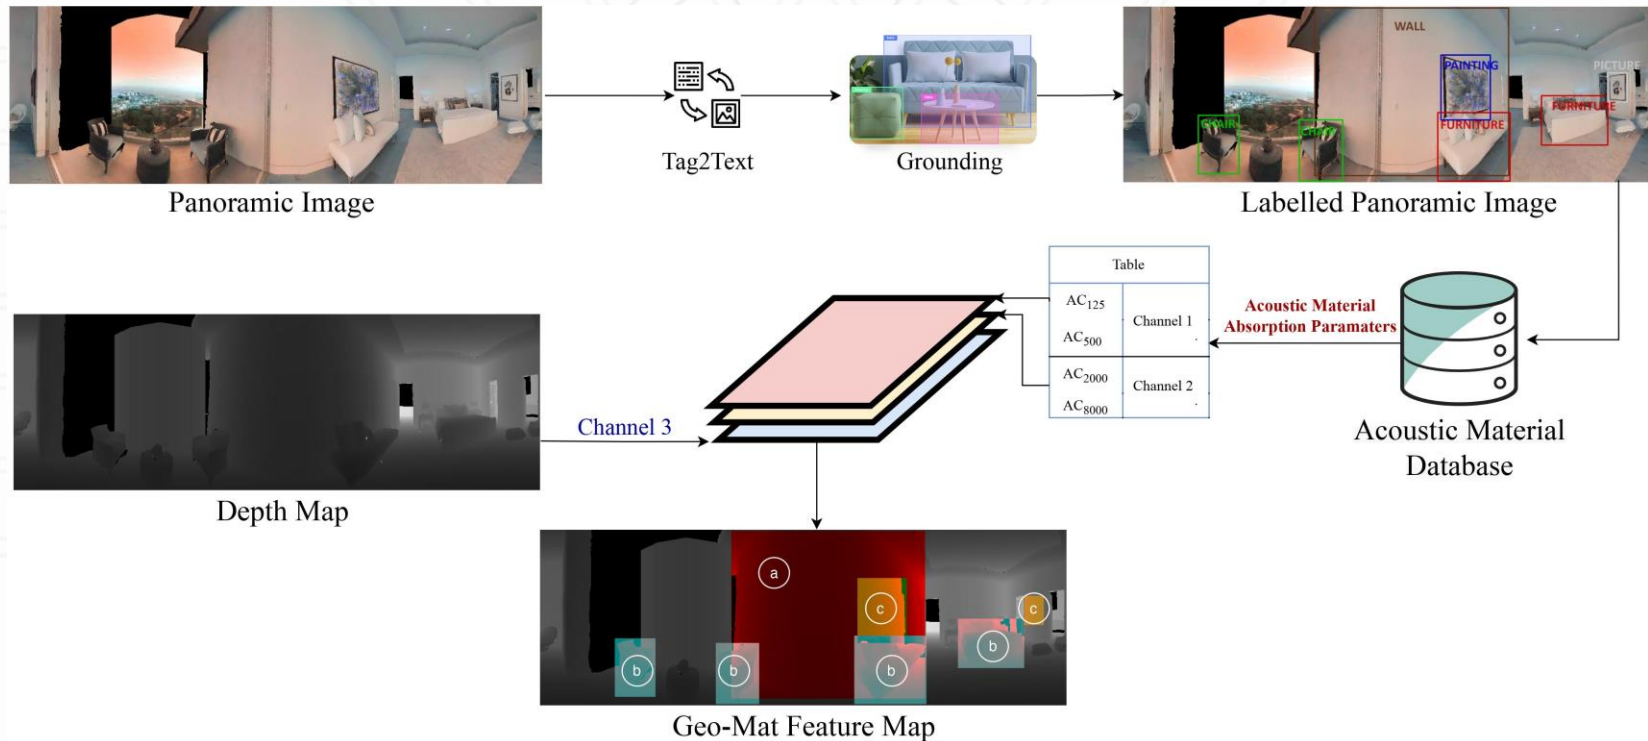 WALL
PAINTING
PICTURE
CHAIR
CHAIR
FURNITURE
FURNITURE
Tag2Text
Grounding
Panoramic Image
Labelled Panoramic Image
Table
AC125
AC500
Channel 1
AC2000
AC8000
Channel 2
Acoustic Material
Absorption Paramaters
Channel 3
Acoustic Material
Database
Depth Map
a
c
c
b
b
b
b
Geo-Mat Feature Map